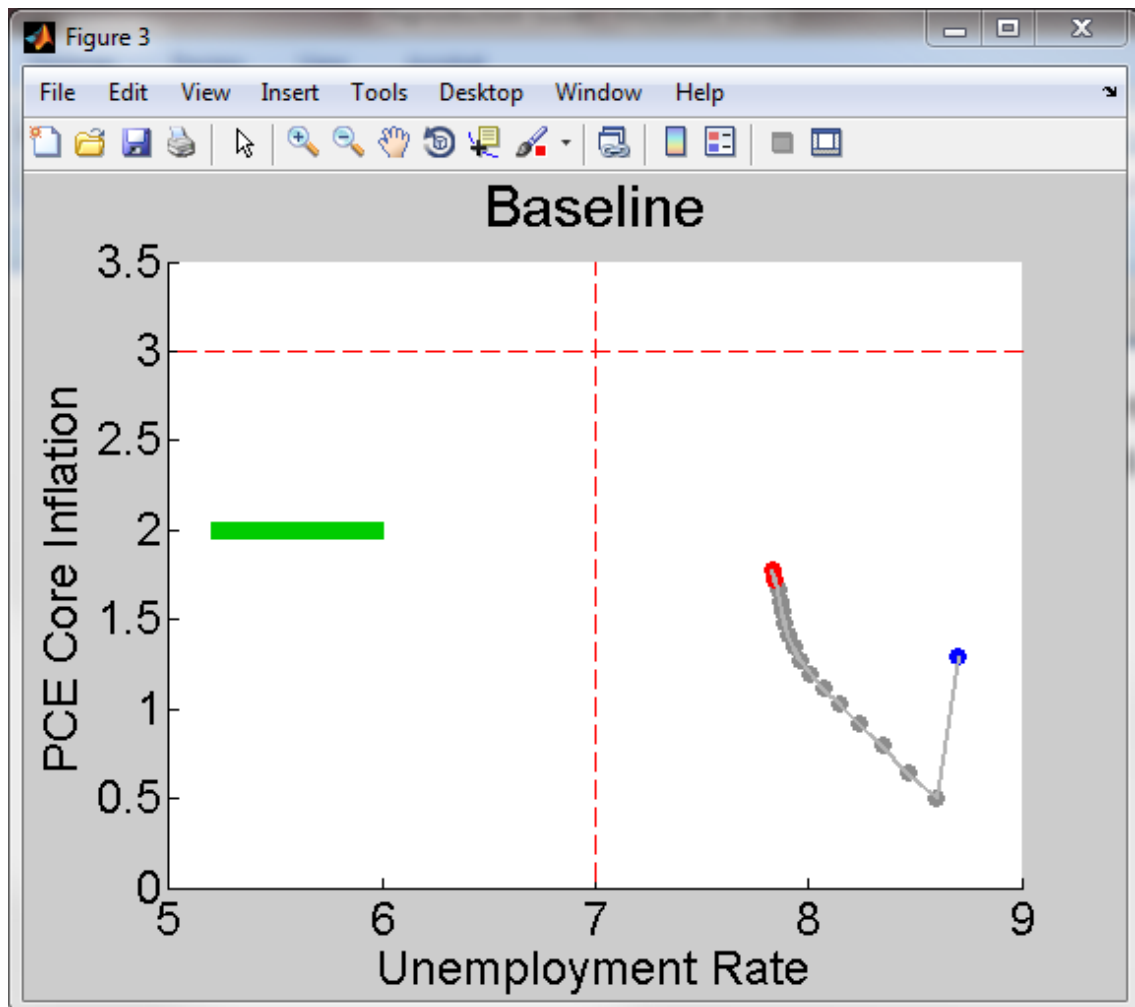 Figure 3
File Edit View Insert Tools Desktop Window Help
Baseline
3.5
3
2.5
2
1.5
1
0.5
0
PCE Core Inflation
5 6 7 8 9
Unemployment Rate